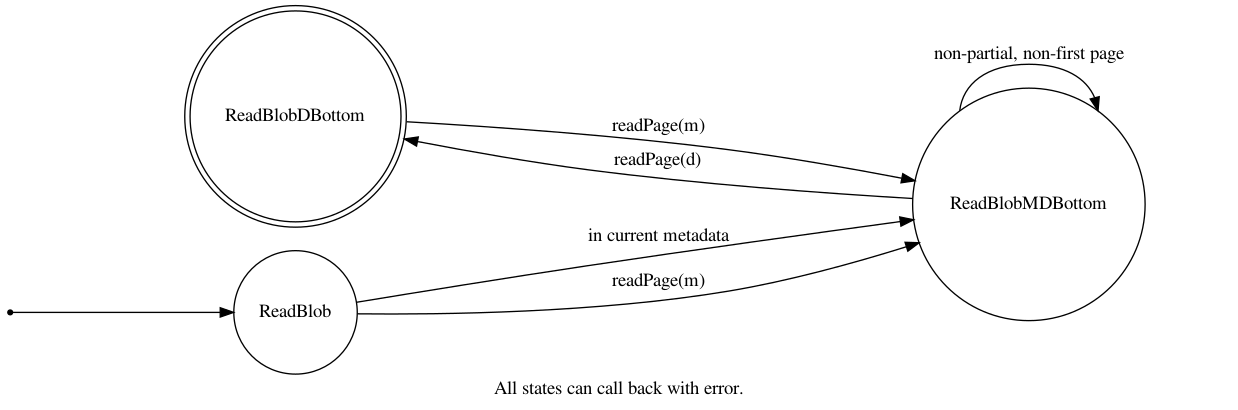 non-partial, non-first page
ReadBlobDBottom
readPage(m)
readPage(d)
ReadBlobMDBottom
in current metadata
readPage(m)
ReadBlob
All states can call back with error.